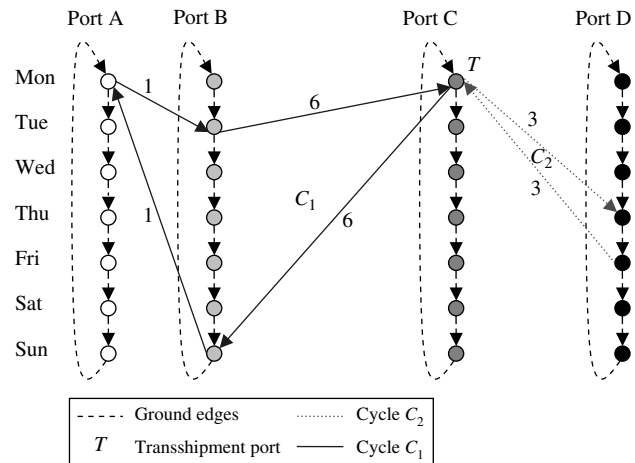 Port A Port B Port C Port D
Mon
T
1
6
Tue
3
Wed
C2
3
Thu
1
C1
6
Fri
Sat
Sun
Ground edges
Cycle C2
T Transshipment port
Cycle C1